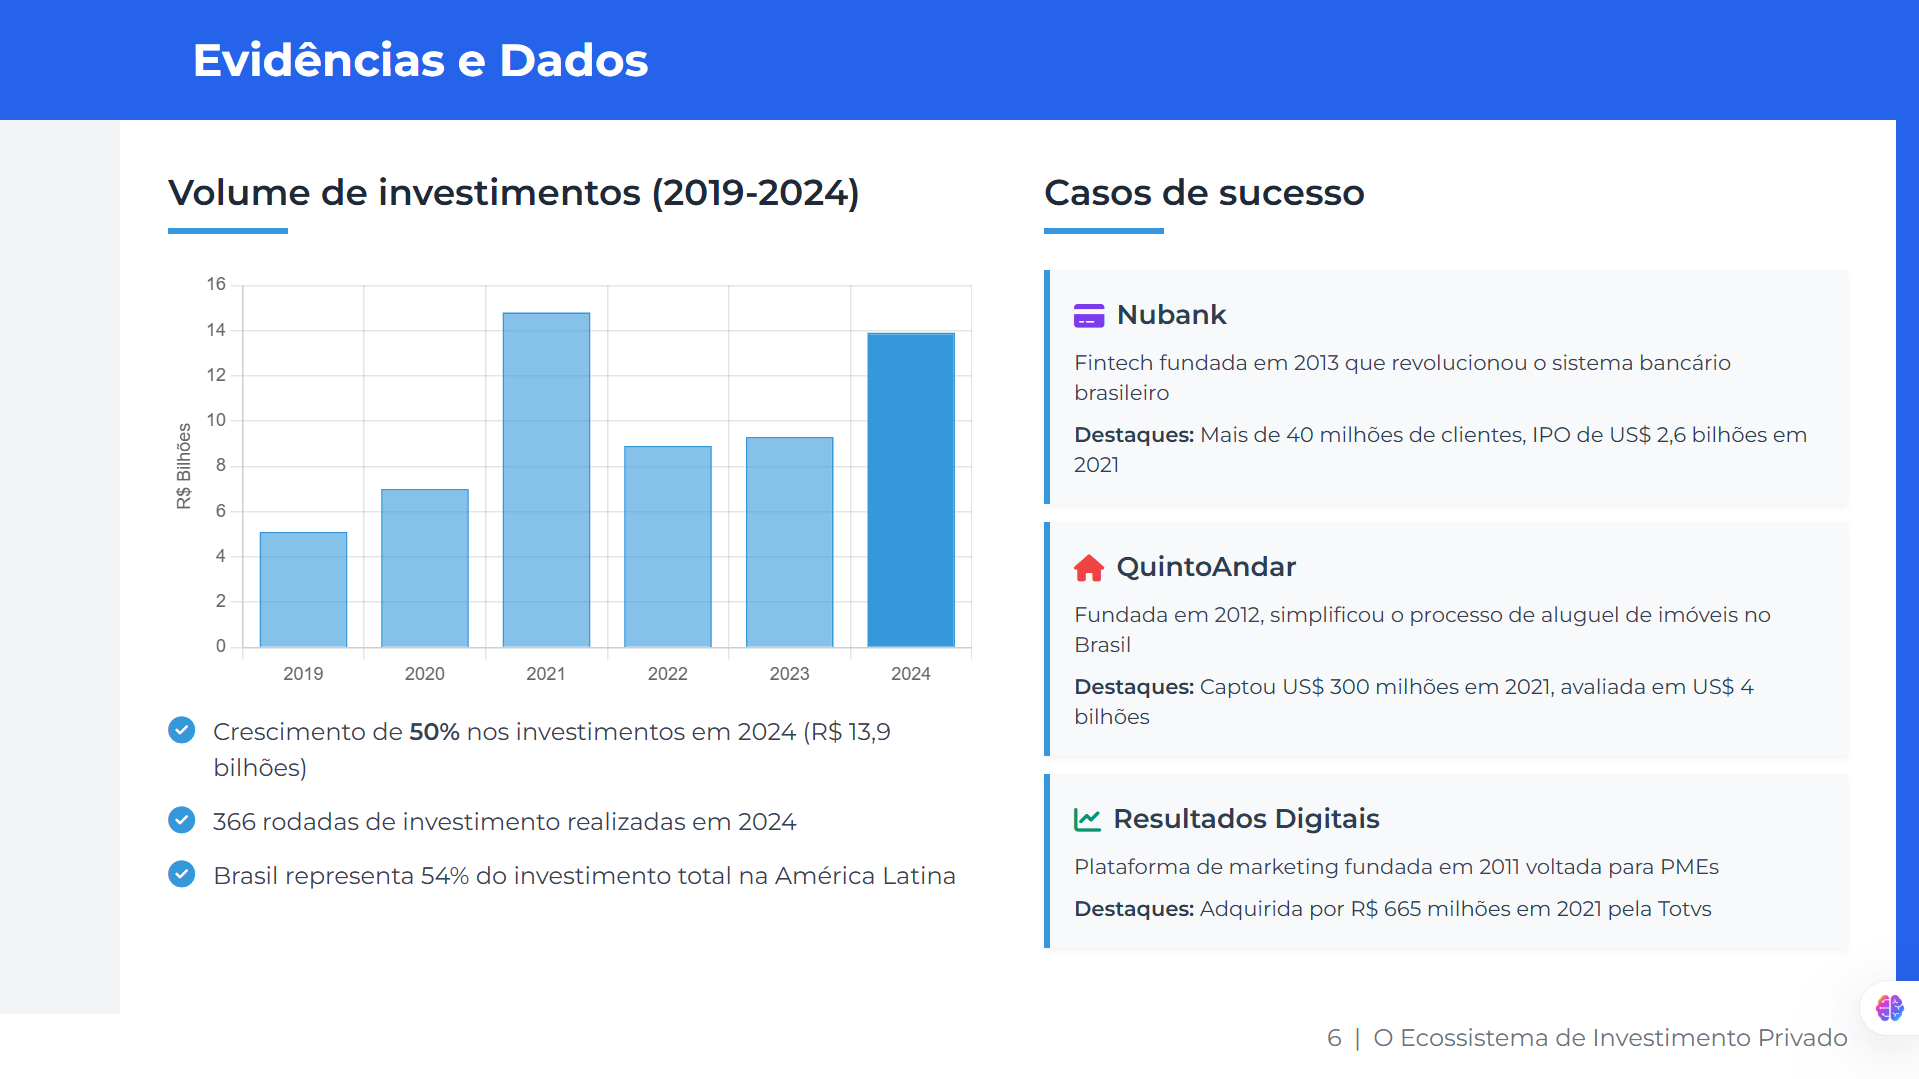 Evidências e Dados
Volume de investimentos (2019-2024)
16
14
12
10
8
6
4
2
0
R$ Bilhões
2019
2020
2021
2022
2023
2024
Crescimento de 50% nos investimentos em 2024 (R$ 13,9
bilhões)
366 rodadas de investimento realizadas em 2024
Brasil representa 54% do investimento total na América Latina
Casos de sucesso
Nubank
Fintech fundada em 2013 que revolucionou o sistema bancário
brasileiro
Destaques: Mais de 40 milhões de clientes, IPO de US$ 2,6 bilhões em
2021
QuintoAndar
Fundada em 2012, simplificou o processo de aluguel de imóveis no
Brasil
Destaques: Captou US$ 300 milhões em 2021, avaliada em US$ 4
bilhões
Resultados Digitais
Plataforma de marketing fundada em 2011 voltada para PMEs
Destaques: Adquirida por R$ 665 milhões em 2021 pela Totvs
6 | O Ecossistema de Investimento Privado